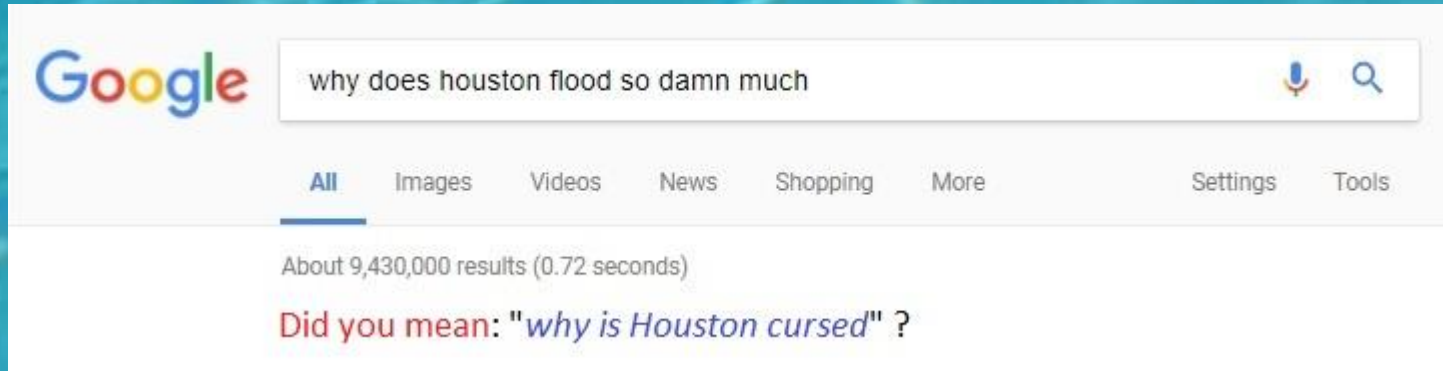 Google why does houston flood so damn much
All Images Videos News Shopping More Settings Tools
About 9,430,000 results (0.72 seconds)
Did you mean: "why is Houston cursed" ?